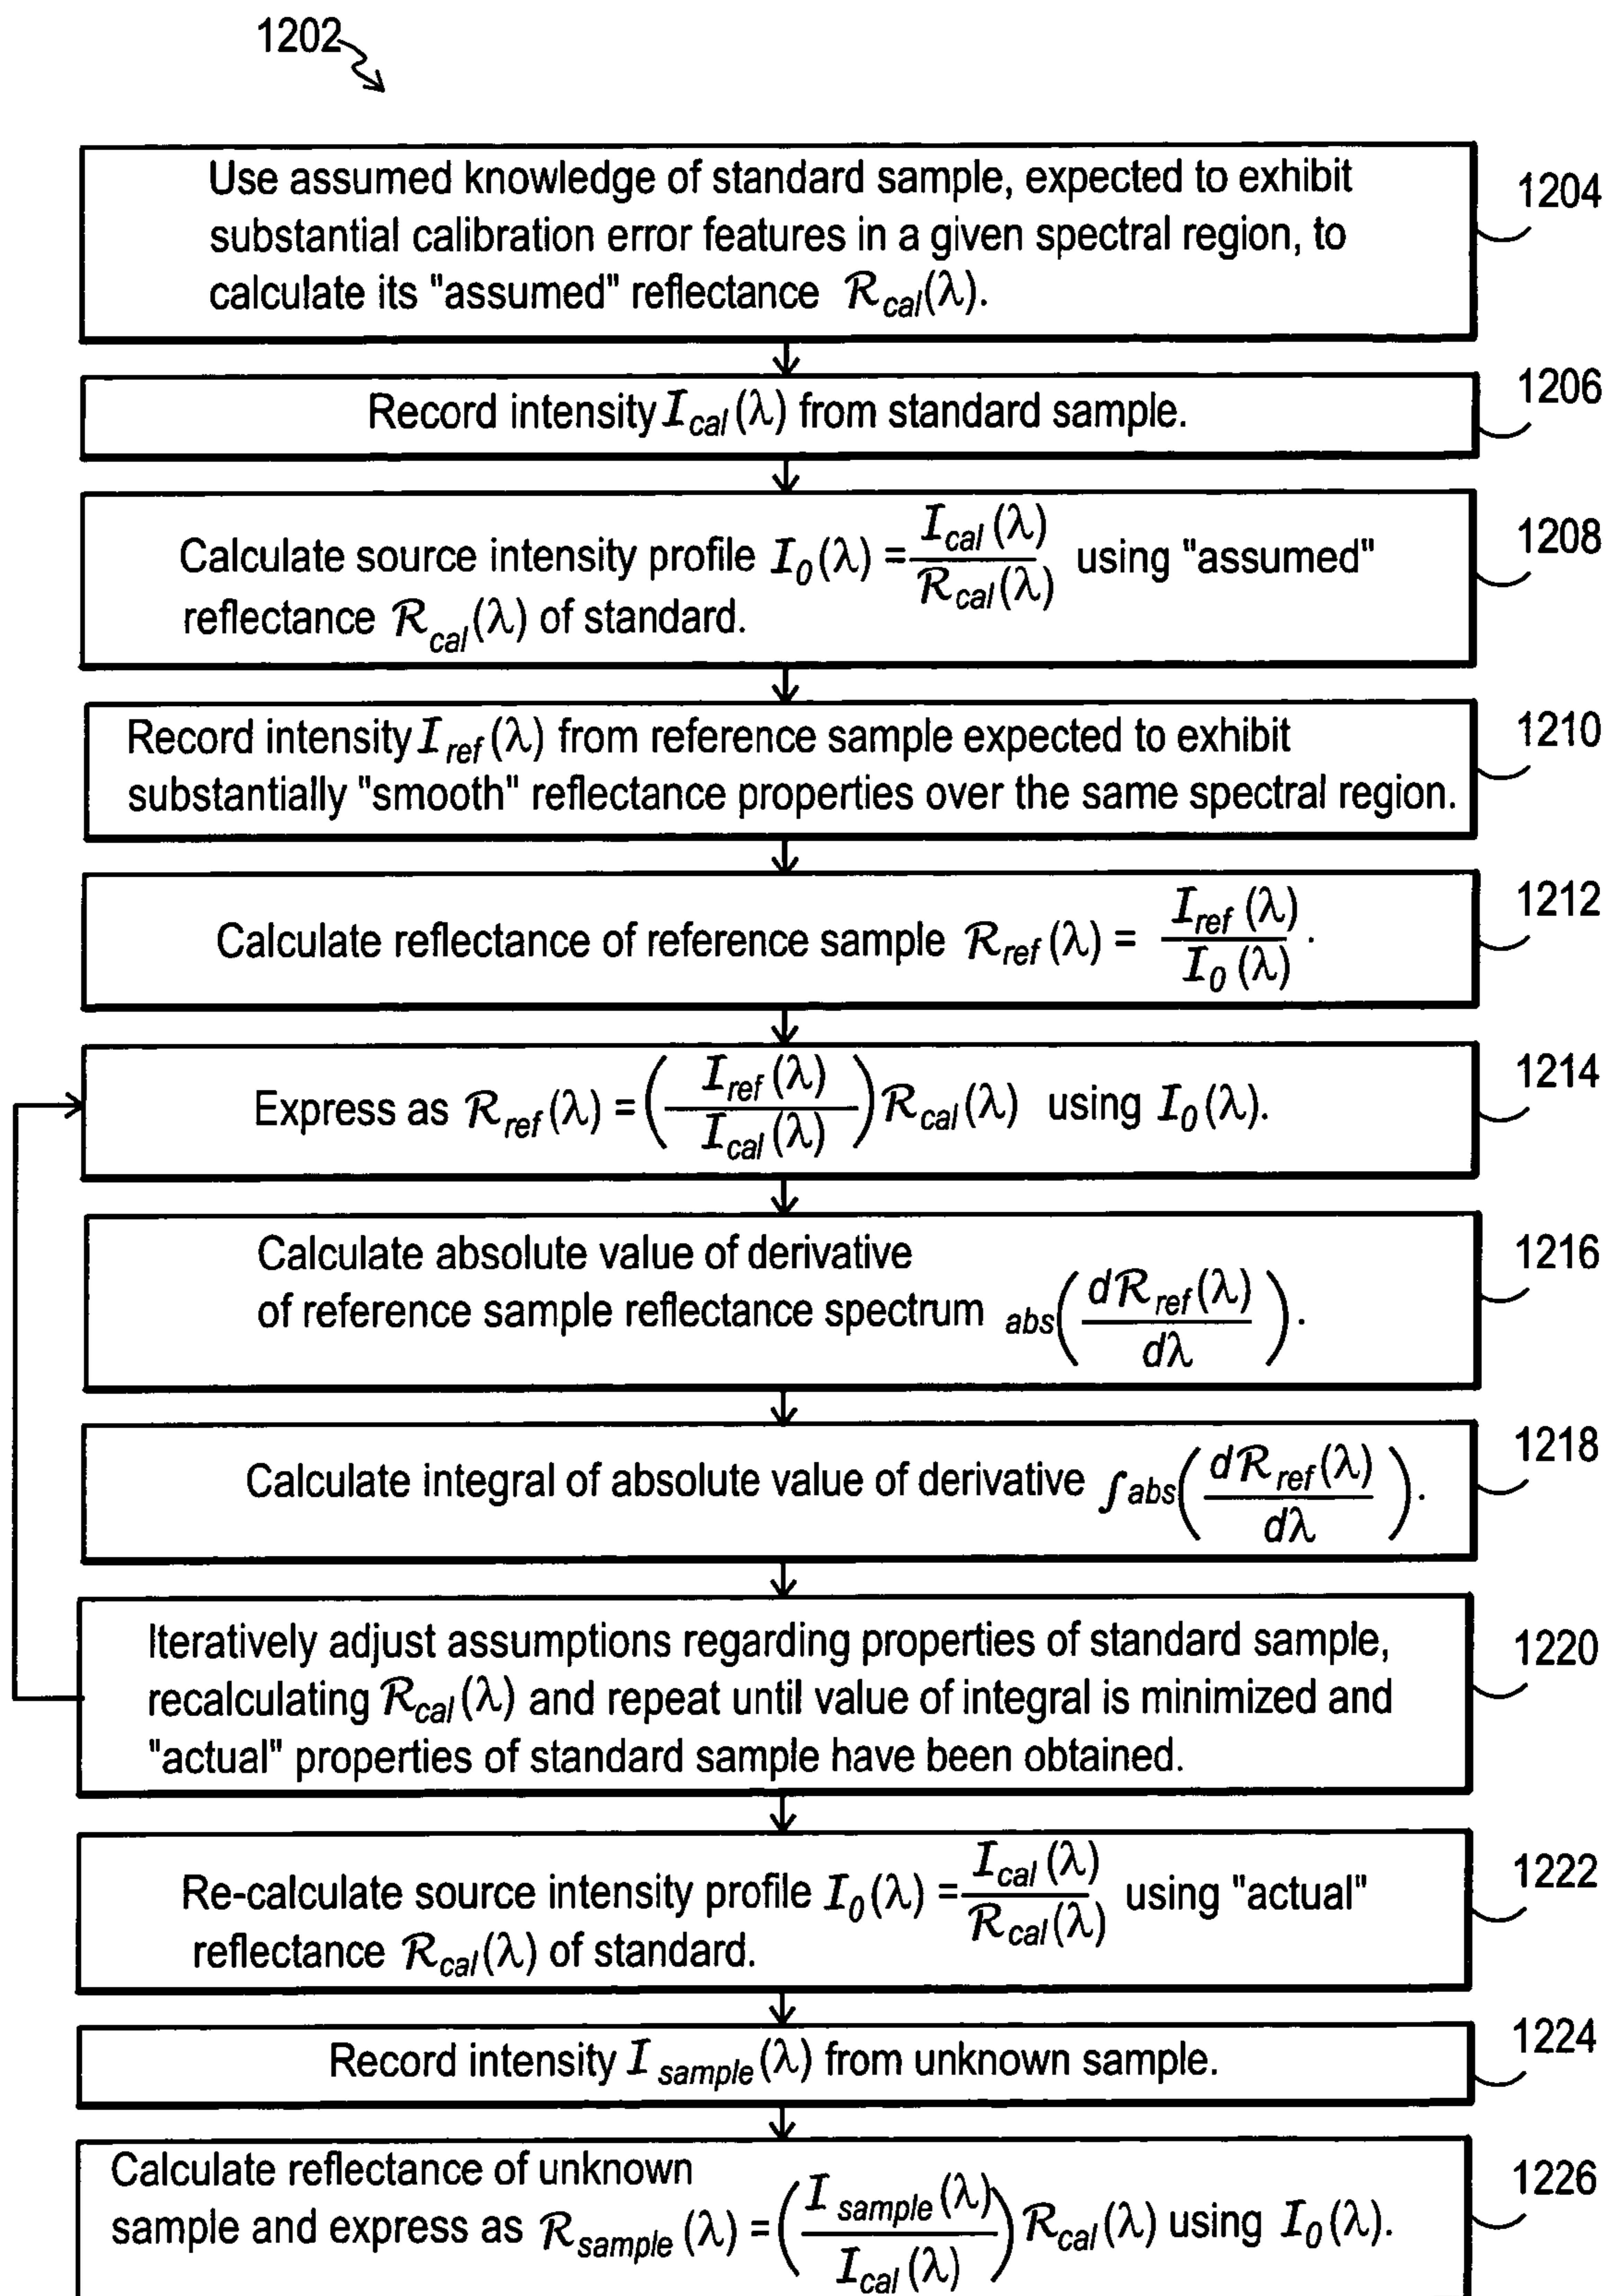 1202
Use assumed knowledge of standard sample, expected to exhibit
substantial calibration error features in a given spectral region, to
calculate its "assumed" reflectance ℛcal(λ).
1204
Record intensity Ical(λ) from standard sample.
1206
Calculate source intensity profile I0(λ) = Ical(λ) / ℛcal(λ) using "assumed"
reflectance ℛcal(λ) of standard.
1208
Record intensity Iref(λ) from reference sample expected to exhibit
substantially "smooth" reflectance properties over the same spectral region.
1210
Calculate reflectance of reference sample ℛref(λ) = Iref(λ) / I0(λ).
1212
Express as ℛref(λ) = (Iref(λ) / Ical(λ)) ℛcal(λ) using I0(λ).
1214
Calculate absolute value of derivative
of reference sample reflectance spectrum abs(dℛref(λ) / dλ).
1216
Calculate integral of absolute value of derivative ∫abs(dℛref(λ) / dλ).
1218
Iteratively adjust assumptions regarding properties of standard sample,
recalculating ℛcal(λ) and repeat until value of integral is minimized and
"actual" properties of standard sample have been obtained.
1220
Re-calculate source intensity profile I0(λ) = Ical(λ) / ℛcal(λ) using "actual"
reflectance ℛcal(λ) of standard.
1222
Record intensity Isample(λ) from unknown sample.
1224
Calculate reflectance of unknown
sample and express as ℛsample(λ) = (Isample(λ) / Ical(λ)) ℛcal(λ) using I0(λ).
1226